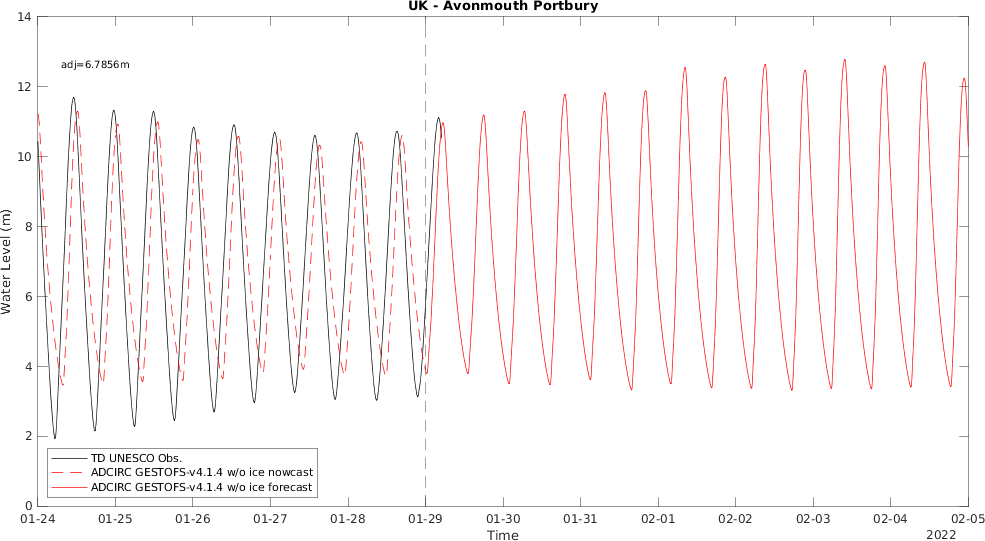 UK - Avonmouth Portbury
14
12
10
8
6
4
2
0
Water Level (m)
adj=6.7856m
TD UNESCO Obs.
ADCIRC GESTOFS-v4.1.4 w/o ice nowcast
ADCIRC GESTOFS-v4.1.4 w/o ice forecast
01-24 01-25 01-26 01-27 01-28 01-29 01-30 01-31 02-01 02-02 02-03 02-04 02-05
Time
2022